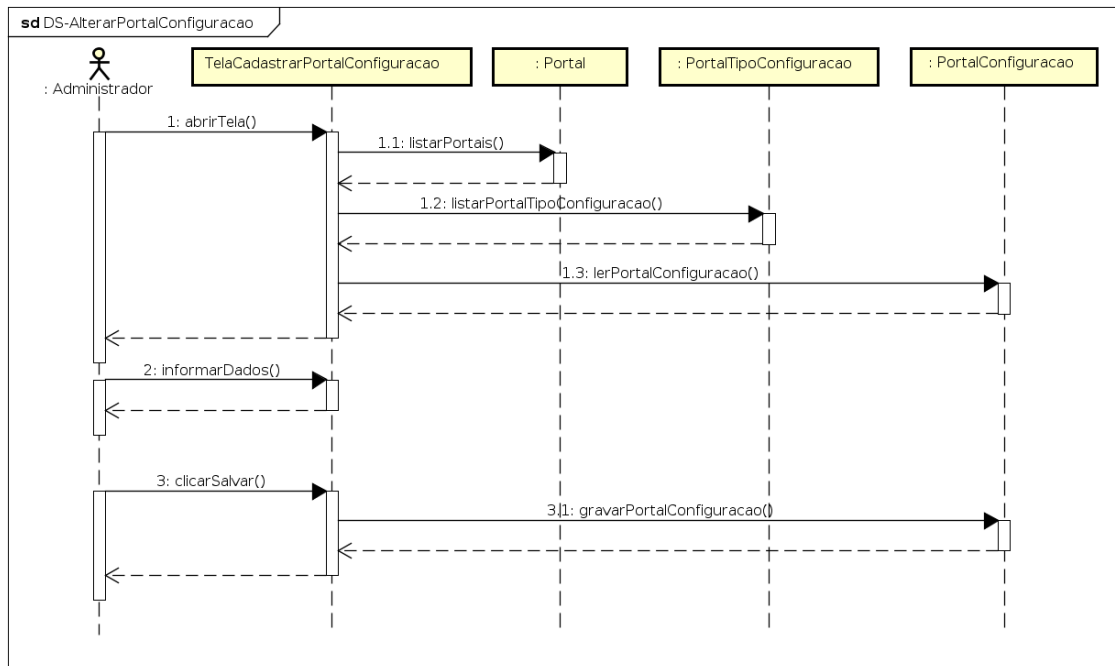 sd DS-AlterarPortalConfiguracao
: Administrador
TelaCadastrarPortalConfiguracao
: Portal
: PortalTipoConfiguracao
: PortalConfiguracao
1: abrirTela()
1.1: listarPortais()
1.2: listarPortalTipoConfiguracao()
1.3: lerPortalConfiguracao()
2: informarDados()
3: clicarSalvar()
3.1: gravarPortalConfiguracao()